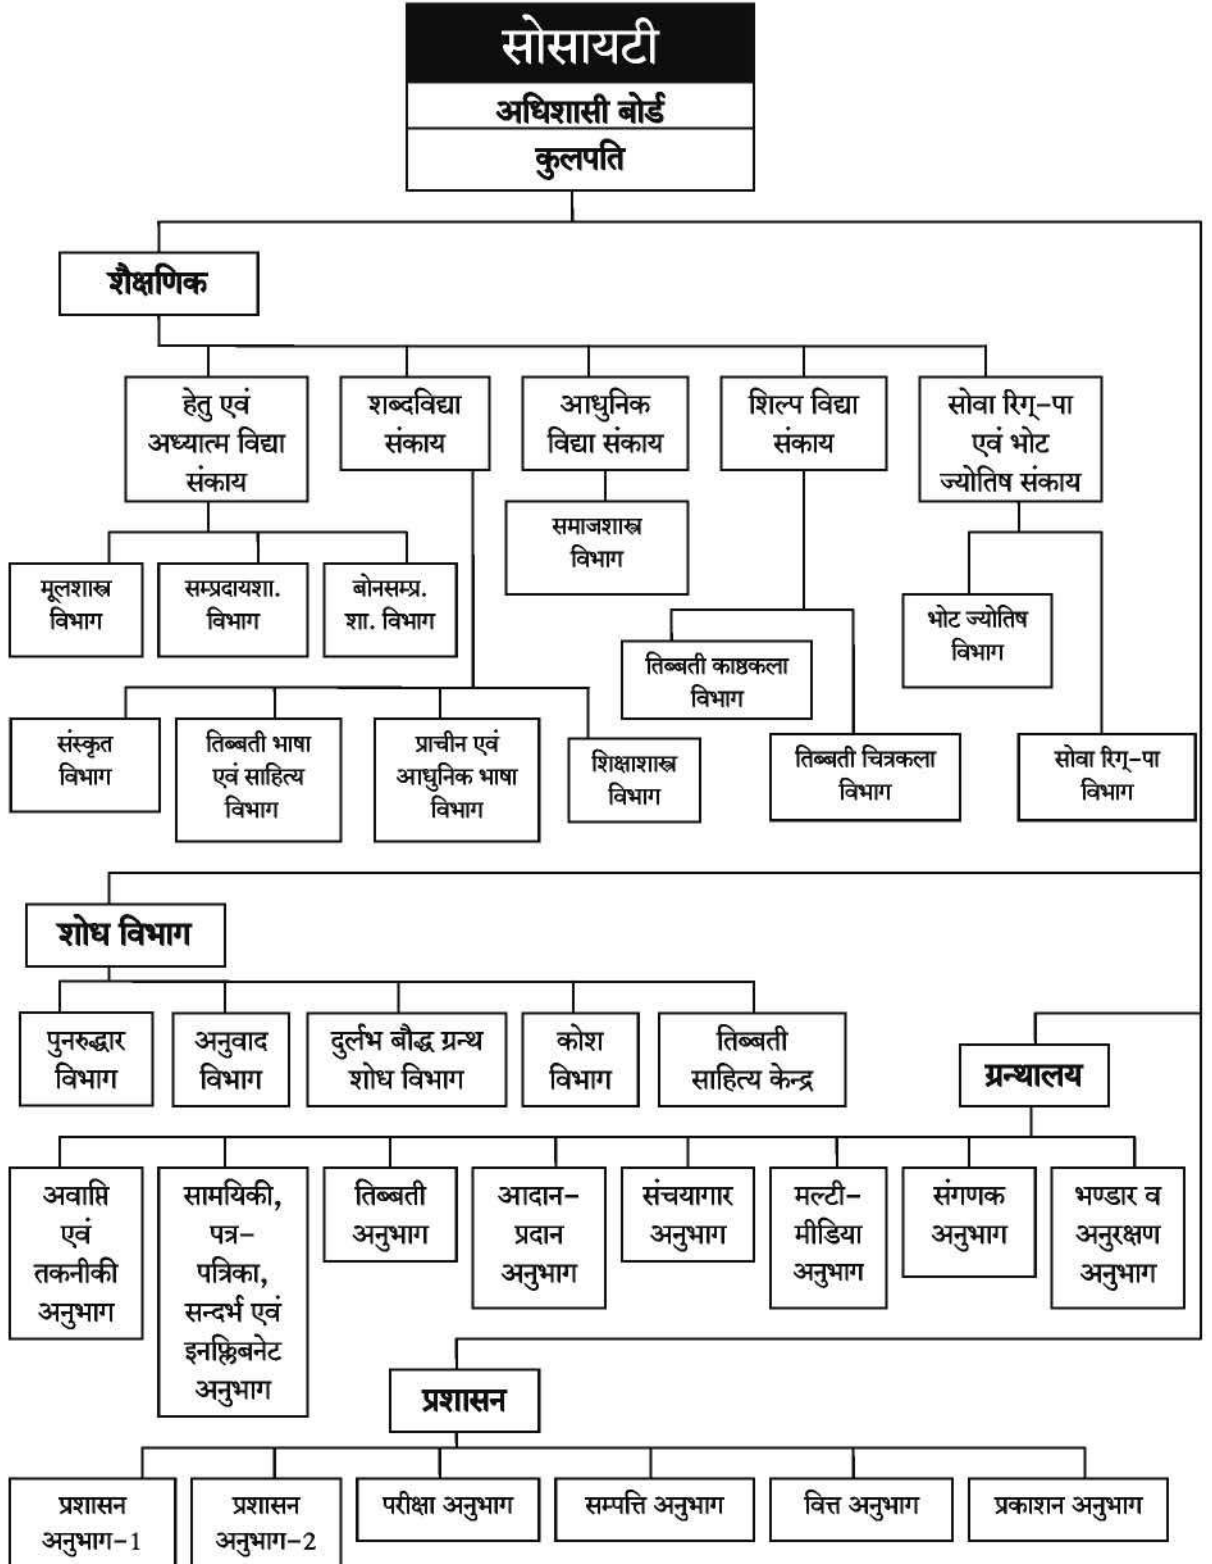 सोसायटी
अधिशासी बोर्ड
कुलपति
शैक्षणिक
हेतु एवं
अध्यात्म विद्या
संकाय
शब्दविद्या
संकाय
आधुनिक
विद्या संकाय
शिल्प विद्या
संकाय
सोवा रिग्-पा
एवं भोट
ज्योतिष संकाय
मूलशास्त्र
विभाग
सम्प्रदायशा.
विभाग
बोनसम्प्र.
शा. विभाग
समाजशास्त्र
विभाग
तिब्बती काष्ठकला
विभाग
भोट ज्योतिष
विभाग
संस्कृत
विभाग
तिब्बती भाषा
एवं साहित्य
विभाग
प्राचीन एवं
आधुनिक भाषा
विभाग
शिक्षाशास्त्र
विभाग
तिब्बती चित्रकला
विभाग
सोवा रिग्-पा
विभाग
शोध विभाग
पुनरुद्धार
विभाग
अनुवाद
विभाग
दुर्लभ बौद्ध ग्रन्थ
शोध विभाग
कोश
विभाग
तिब्बती
साहित्य केन्द्र
ग्रन्थालय
अवाप्ति
एवं
तकनीकी
अनुभाग
सामयिकी,
पत्र-
पत्रिका,
सन्दर्भ एवं
इनफ़्लिबनेट
अनुभाग
तिब्बती
अनुभाग
आदान-
प्रदान
अनुभाग
संचयागार
अनुभाग
मल्टी-
मीडिया
अनुभाग
संगणक
अनुभाग
भण्डार व
अनुरक्षण
अनुभाग
प्रशासन
प्रशासन
अनुभाग-1
प्रशासन
अनुभाग-2
परीक्षा अनुभाग
सम्पत्ति अनुभाग
वित्त अनुभाग
प्रकाशन अनुभाग